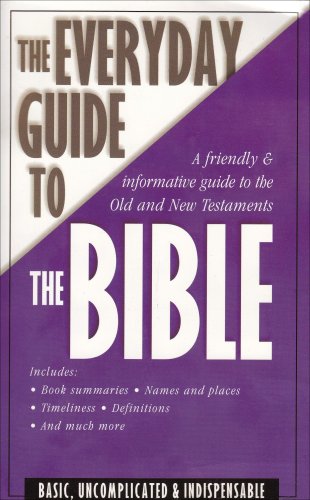 THE EVERYDAY
GUIDE
TO
A friendly &
informative guide to the
Old and New Testaments
THE BIBLE
Includes:
• Book summaries • Names and places
• Timeliness • Definitions
• And much more
BASIC, UNCOMPLICATED & INDISPENSABLE